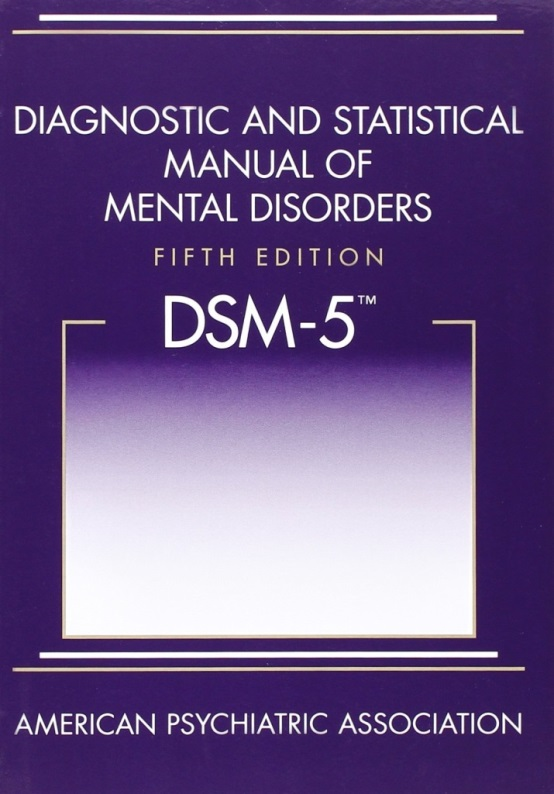 DIAGNOSTIC AND STATISTICAL
MANUAL OF
MENTAL DISORDERS
FIFTH EDITION
DSM-5™
AMERICAN PSYCHIATRIC ASSOCIATION